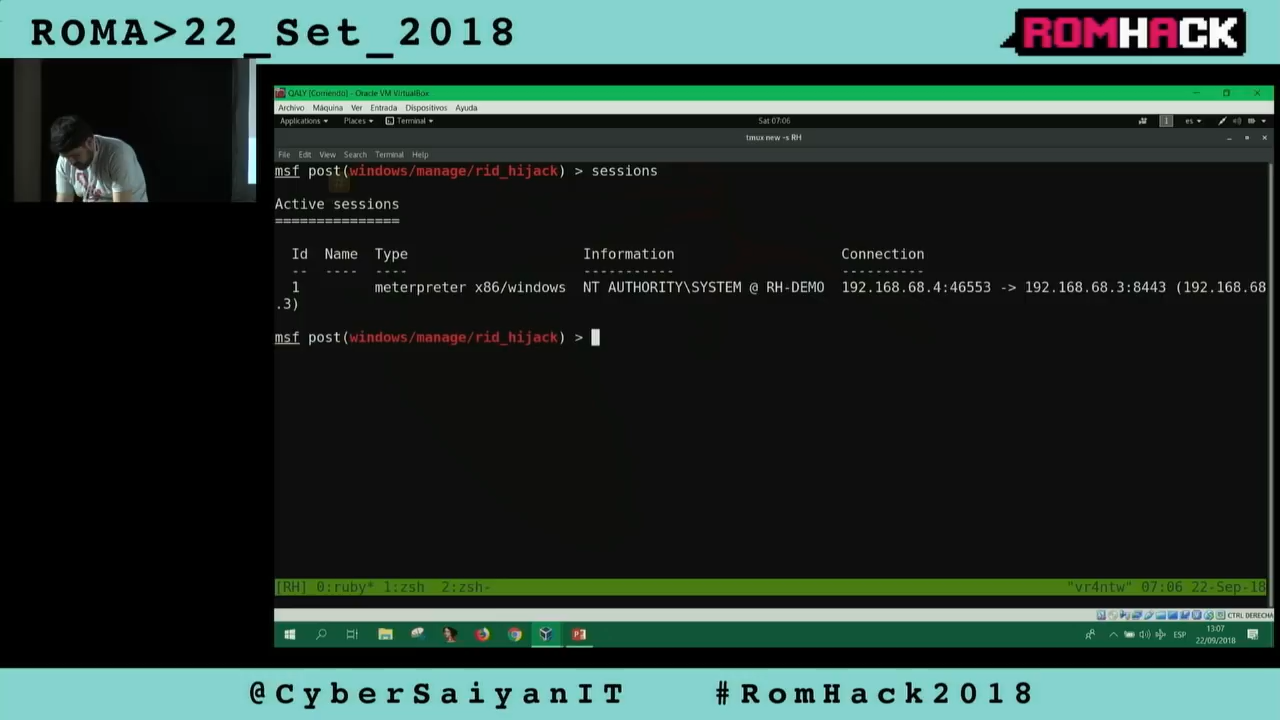 ROMA>22_Set_2018
ROMHACK
QALY [Corriendo] - Oracle VM VirtualBox
Archivo Máquina Ver Entrada Dispositivos Ayuda
Applications Places Terminal Sat 07:06 1 es
tmux new -s RH
File Edit View Search Terminal Help
msf post(windows/manage/rid_hijack) > sessions
Active sessions
===============
Id Name Type Information Connection
-- ---- ---- ----------- ----------
1 meterpreter x86/windows NT AUTHORITY\SYSTEM @ RH-DEMO 192.168.68.4:46553 -> 192.168.68.3:8443 (192.168.68
.3)
msf post(windows/manage/rid_hijack) >
[RH] 0:ruby* 1:zsh 2:zsh- "vr4ntw" 07:06 22-Sep-18
CTRL DERECHA
ESP 13:07
22/09/2018
@CyberSaiyanIT #RomHack2018